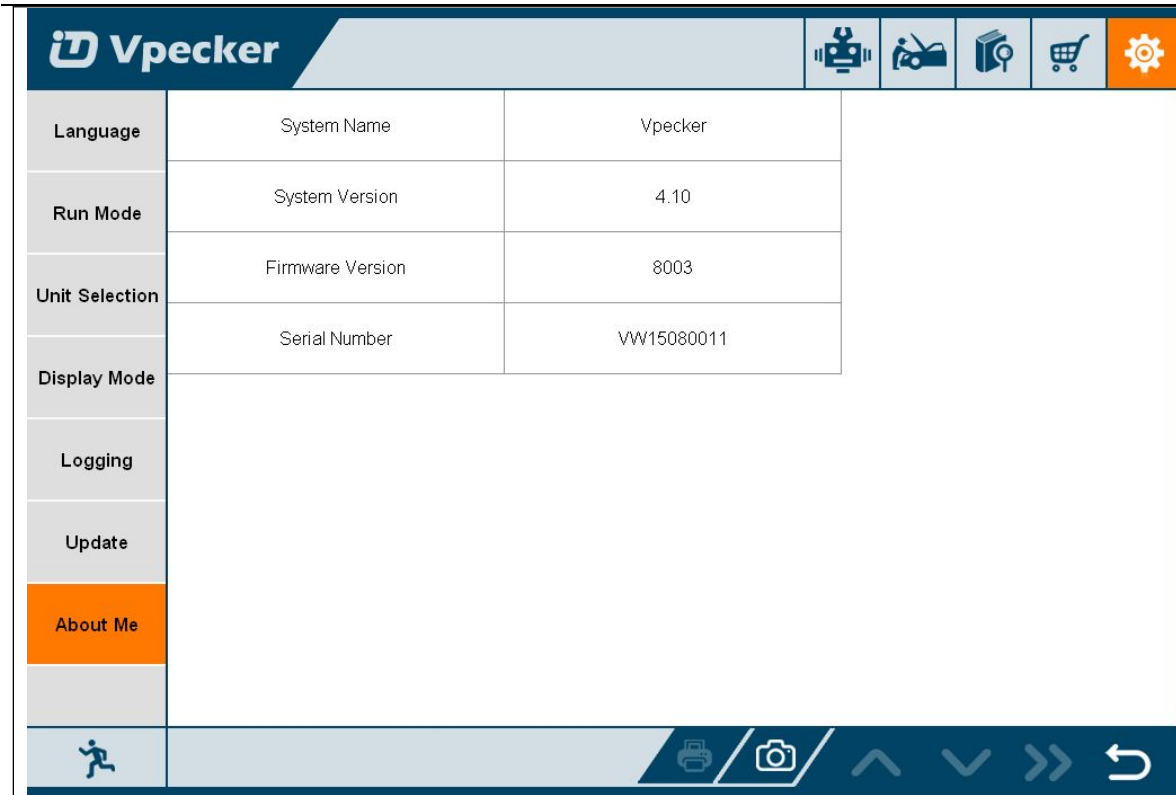 Vpecker
Language
Run Mode
Unit Selection
Display Mode
Logging
Update
About Me
System Name Vpecker
System Version 4.10
Firmware Version 8003
Serial Number VW15080011